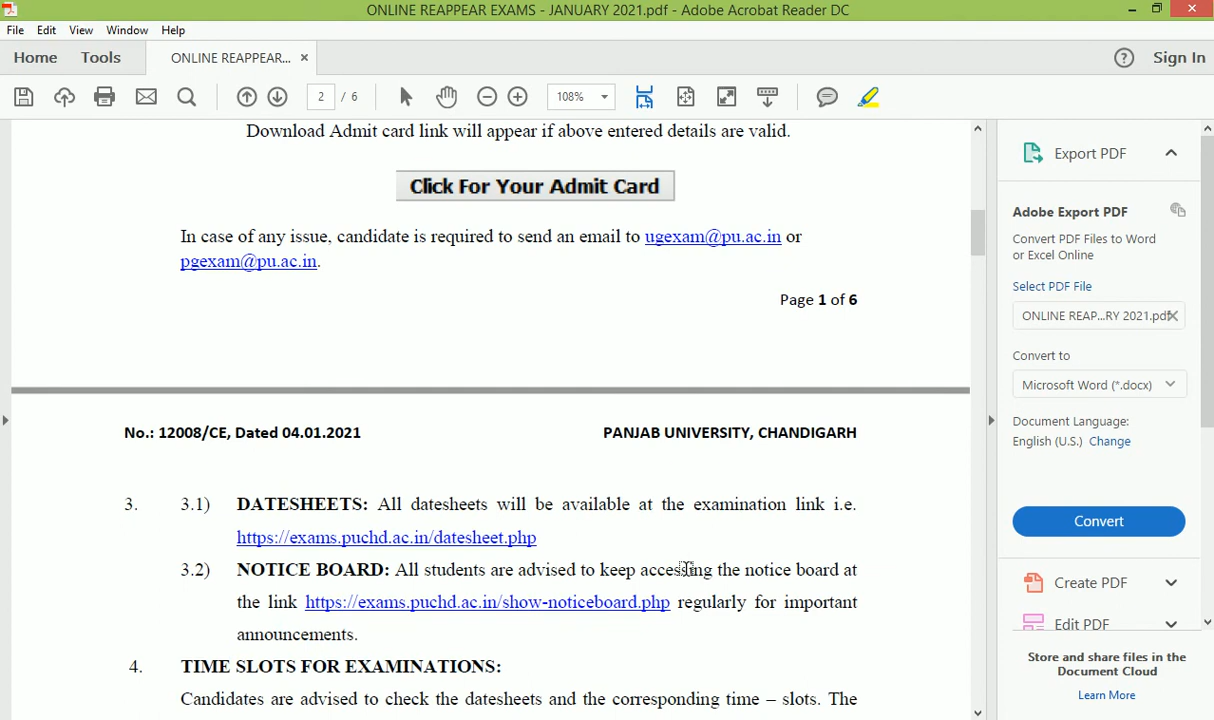 ONLINE REAPPEAR EXAMS - JANUARY 2021.pdf - Adobe Acrobat Reader DC
File Edit View Window Help
Home Tools ONLINE REAPPEAR... × Sign In
2 / 6 108%
Download Admit card link will appear if above entered details are valid.
Click For Your Admit Card
In case of any issue, candidate is required to send an email to ugexam@pu.ac.in or
pgexam@pu.ac.in.
Page 1 of 6
No.: 12008/CE, Dated 04.01.2021 PANJAB UNIVERSITY, CHANDIGARH
3. 3.1) DATESHEETS: All datesheets will be available at the examination link i.e.
https://exams.puchd.ac.in/datesheet.php
3.2) NOTICE BOARD: All students are advised to keep accessing the notice board at
the link https://exams.puchd.ac.in/show-noticeboard.php regularly for important
announcements.
4. TIME SLOTS FOR EXAMINATIONS:
Candidates are advised to check the datesheets and the corresponding time – slots. The
Export PDF
Adobe Export PDF
Convert PDF Files to Word
or Excel Online
Select PDF File
ONLINE REAP...RY 2021.pdf
Convert to
Microsoft Word (*.docx)
Document Language:
English (U.S.) Change
Convert
Create PDF
Edit PDF
Store and share files in the
Document Cloud
Learn More